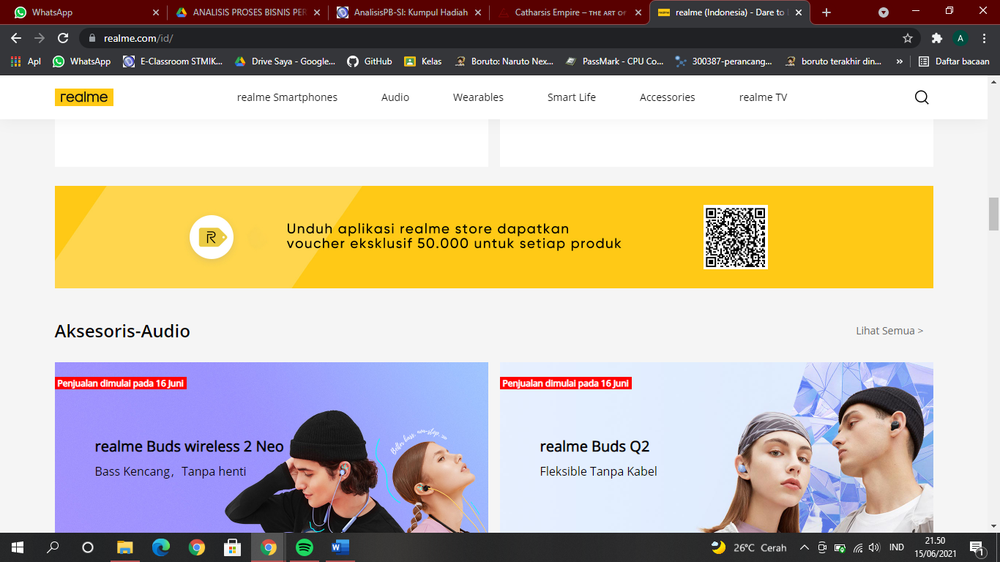 WhatsApp
ANALISIS PROSES BISNIS PER
AnalisisPB-SI: Kumpul Hadiah
Catharsis Empire – ᴛʜᴇ ᴀʀᴛ ᴏғ
realme (Indonesia) - Dare to
realme.com/id/
A
Apl
WhatsApp
E-Classroom STMIK...
Drive Saya - Google...
GitHub
Kelas
Boruto: Naruto Nex...
PassMark - CPU Co...
300387-perancang...
boruto terakhir din...
»
Daftar bacaan
realme
realme Smartphones
Audio
Wearables
Smart Life
Accessories
realme TV
R
Unduh aplikasi realme store dapatkan
voucher eksklusif 50.000 untuk setiap produk
Aksesoris-Audio
Lihat Semua >
Penjualan dimulai pada 16 Juni
realme Buds wireless 2 Neo
Bass Kencang，Tanpa henti
Better bass, non-stop,
Penjualan dimulai pada 16 Juni
realme Buds Q2
Fleksible Tanpa Kabel
26°C Cerah
IND
21.50
15/06/2021
1